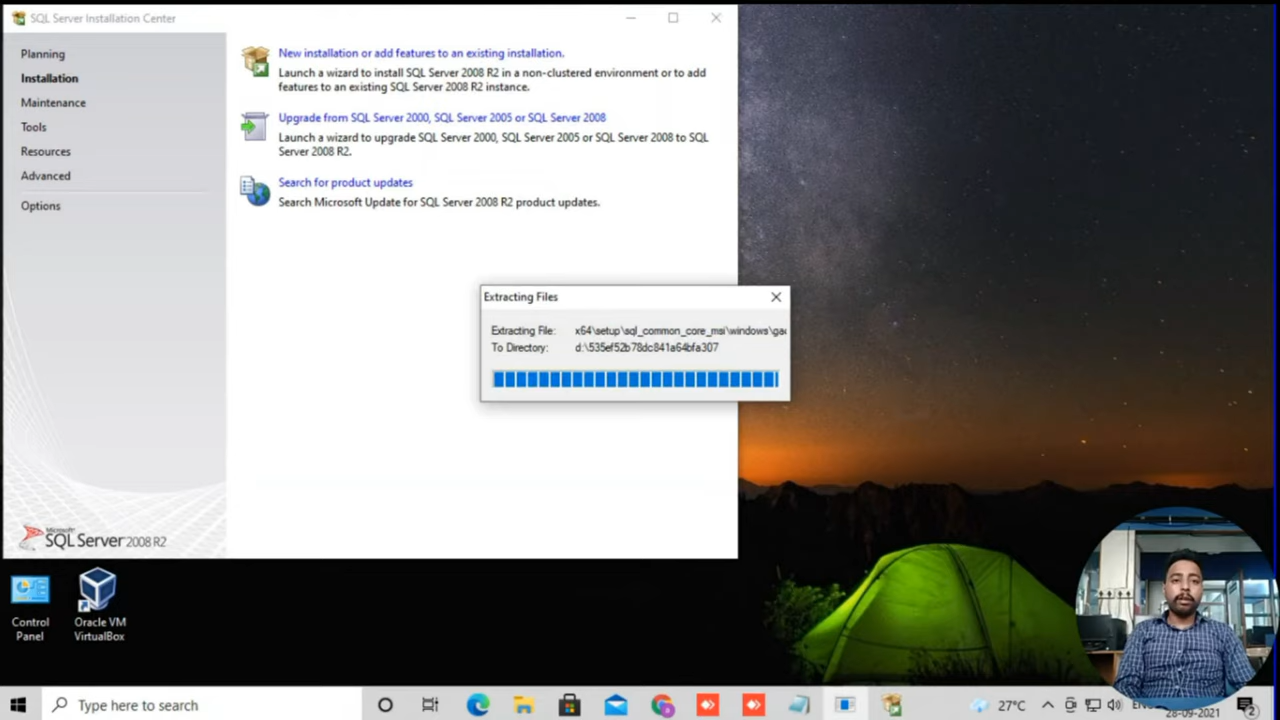 SQL Server Installation Center
Planning
Installation
Maintenance
Tools
Resources
Advanced
Options
New installation or add features to an existing installation.
Launch a wizard to install SQL Server 2008 R2 in a non-clustered environment or to add
features to an existing SQL Server 2008 R2 instance.
Upgrade from SQL Server 2000, SQL Server 2005 or SQL Server 2008
Launch a wizard to upgrade SQL Server 2000, SQL Server 2005 or SQL Server 2008 to SQL
Server 2008 R2.
Search for product updates
Search Microsoft Update for SQL Server 2008 R2 product updates.
Extracting Files
Extracting File: x64\setup\sql_common_core_msi\windows\gac
To Directory: d:\535ef52b78dc841a64bfa307
Microsoft
SQL Server 2008 R2
Control
Panel
Oracle VM
VirtualBox
Type here to search
27°C
28-09-2021
2